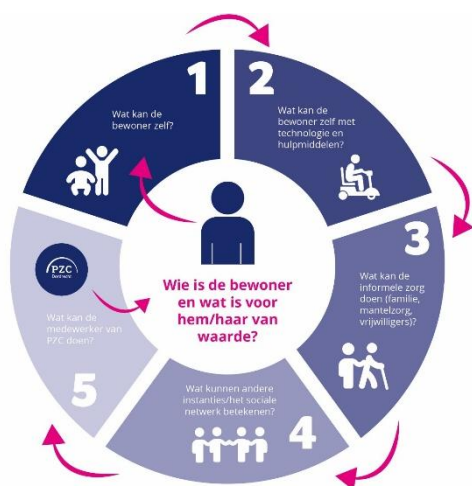 1
Wat kan de
bewoner zelf?
2
Wat kan de
bewoner zelf met
technologie en
hulpmiddelen?
3
Wat kan de
informele zorg
doen (familie,
mantelzorg,
vrijwilligers)?
Wat kunnen andere
instanties/het sociale
netwerk betekenen?
4
PZC
Dordrecht
Wat kan de
medewerker van
PZC doen?
5
Wie is de bewoner
en wat is voor
hem/haar van
waarde?